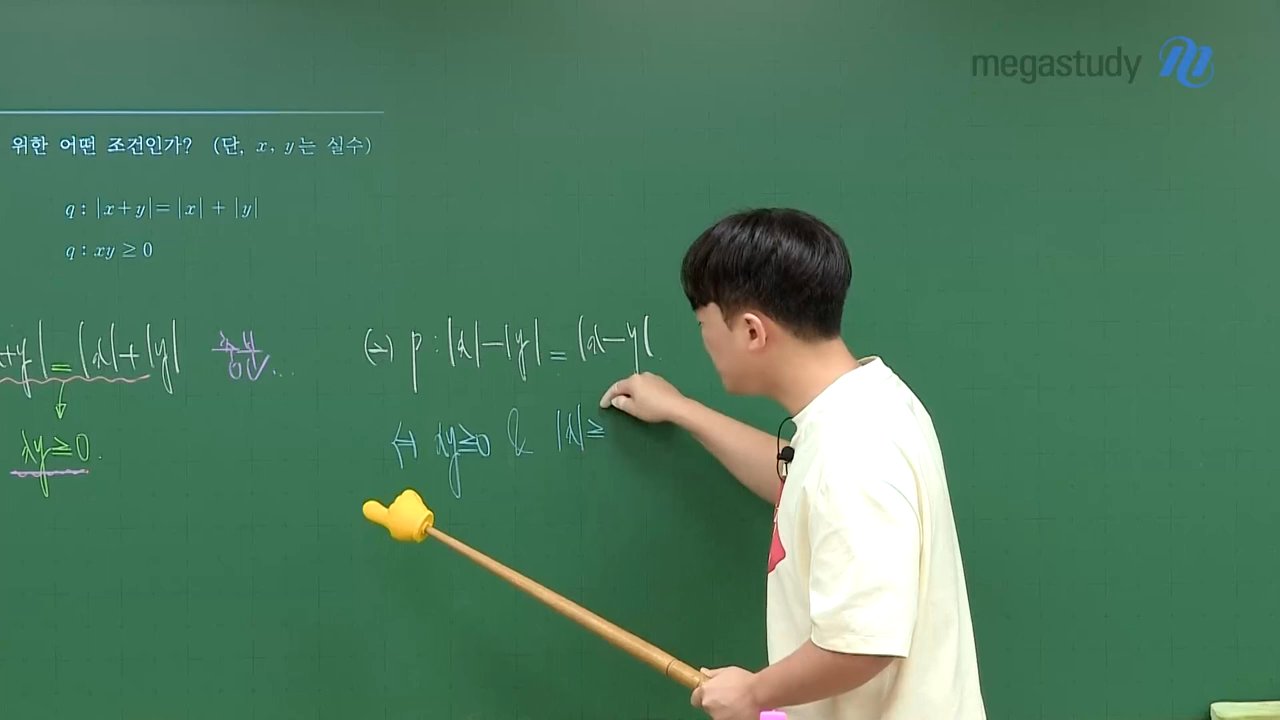 megastudy
위한 어떤 조건인가? (단, x, y는 실수)
q : |x+y|=|x| + |y|
q : xy ≥ 0
+y| = |x|+|y|
xy≥0.
(2) p : |x|-|y| = |x-y|
⇔ xy≥0 & |x|≥